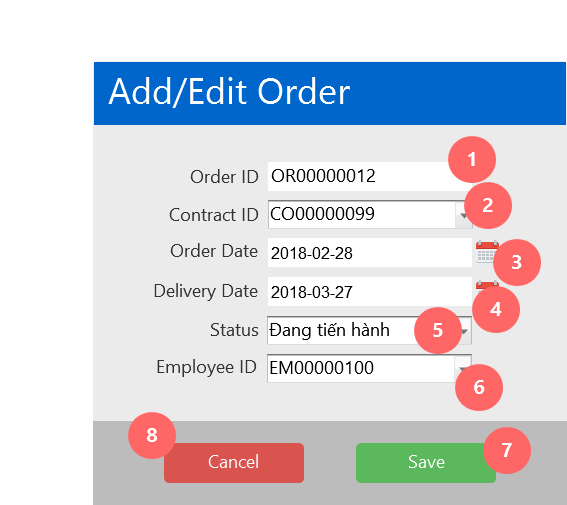 Add/Edit Order
Order ID OR00000012 1
Contract ID CO00000099 2
Order Date 2018-02-28 3
Delivery Date 2018-03-27 4
Status Đang tiến hành 5
Employee ID EM00000100 6
8 Cancel Save 7